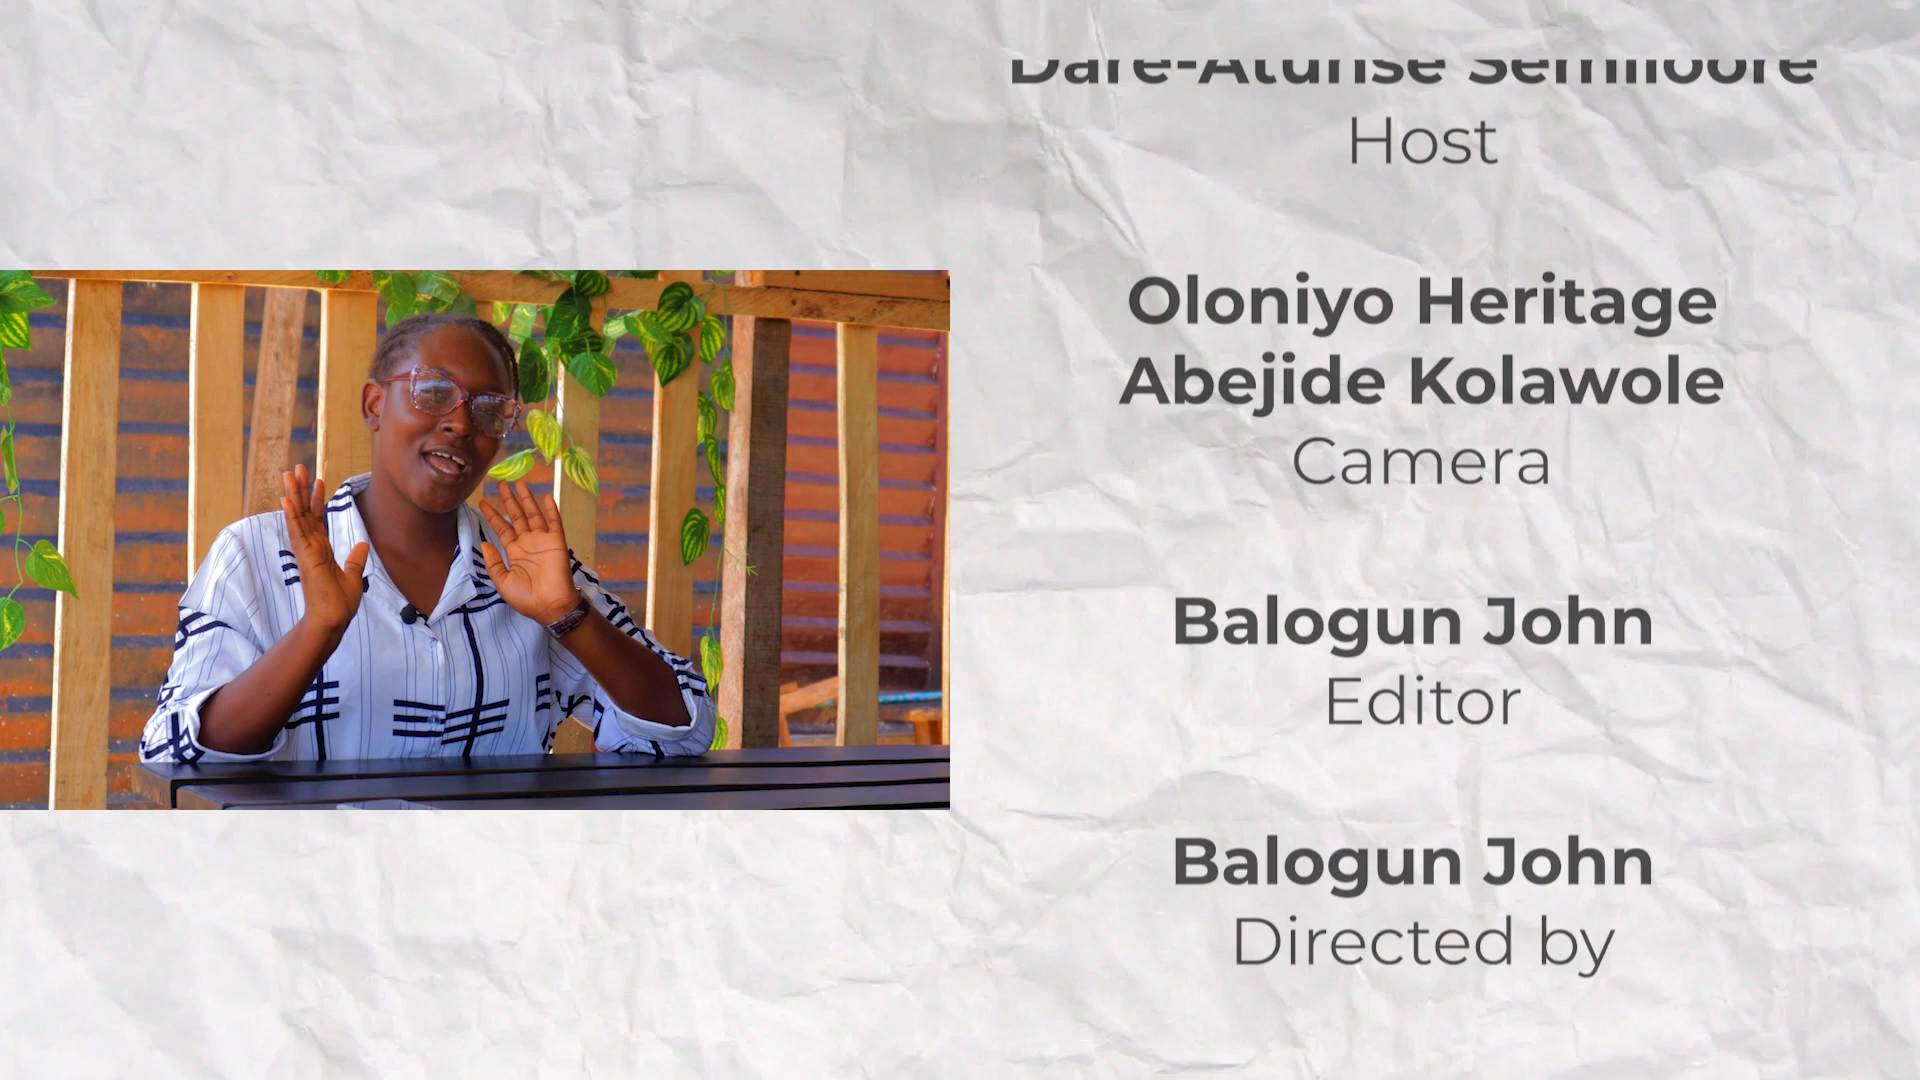 Host
Oloniyo Heritage
Abejide Kolawole
Camera
Balogun John
Editor
Balogun John
Directed by